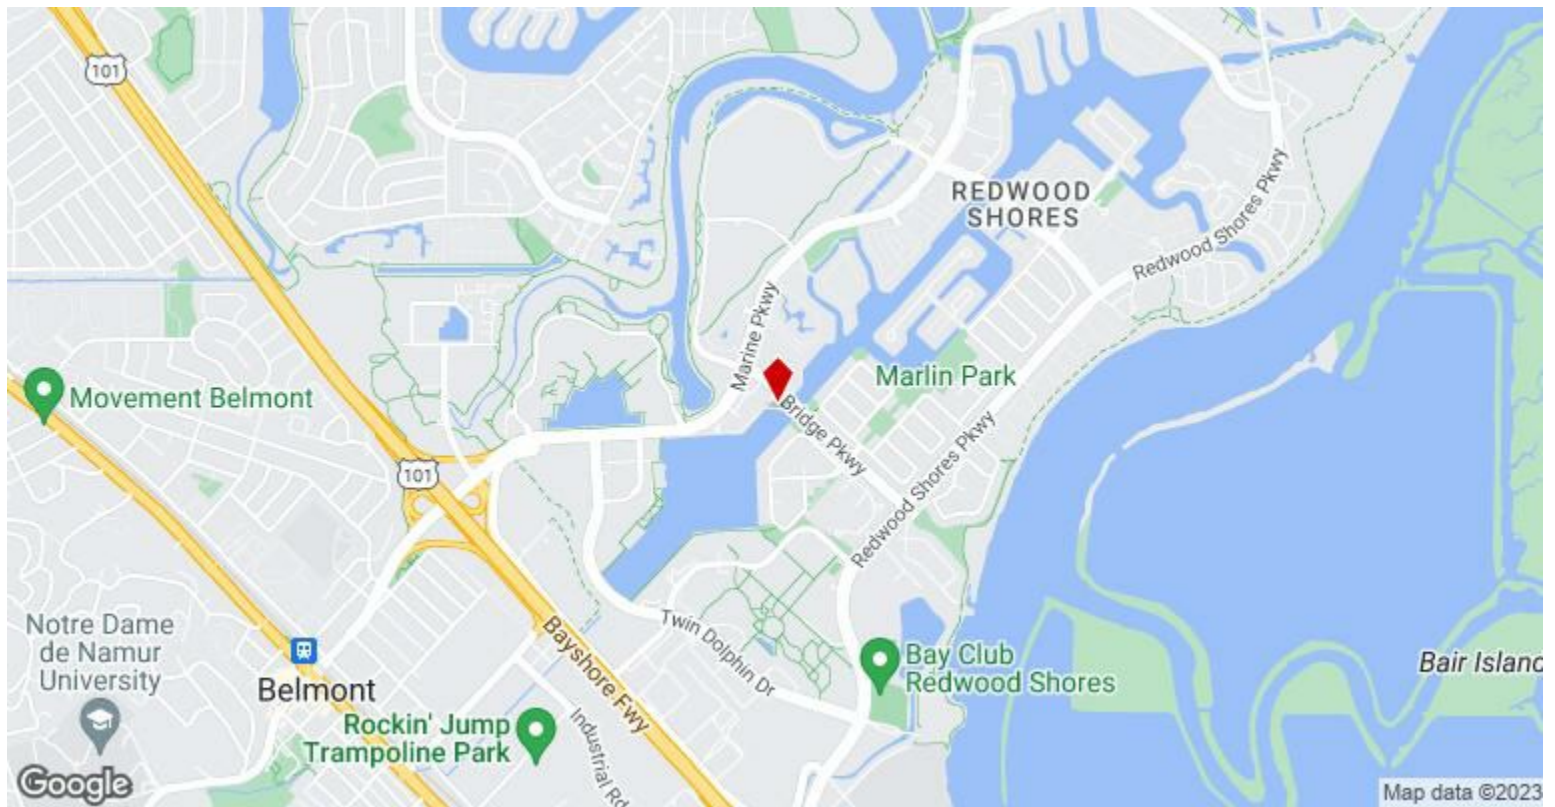 101
REDWOOD
SHORES
Redwood Shores Pkwy
Marine Pkwy
Movement Belmont
Marlin Park
Bridge Pkwy
101
Redwood Shores Pkwy
Notre Dame
de Namur
University
Belmont
Bayshore Fwy
Twin Dolphin Dr
Bay Club
Redwood Shores
Bair Island
Rockin' Jump
Trampoline Park
Industrial Rd
Google
Map data ©2023